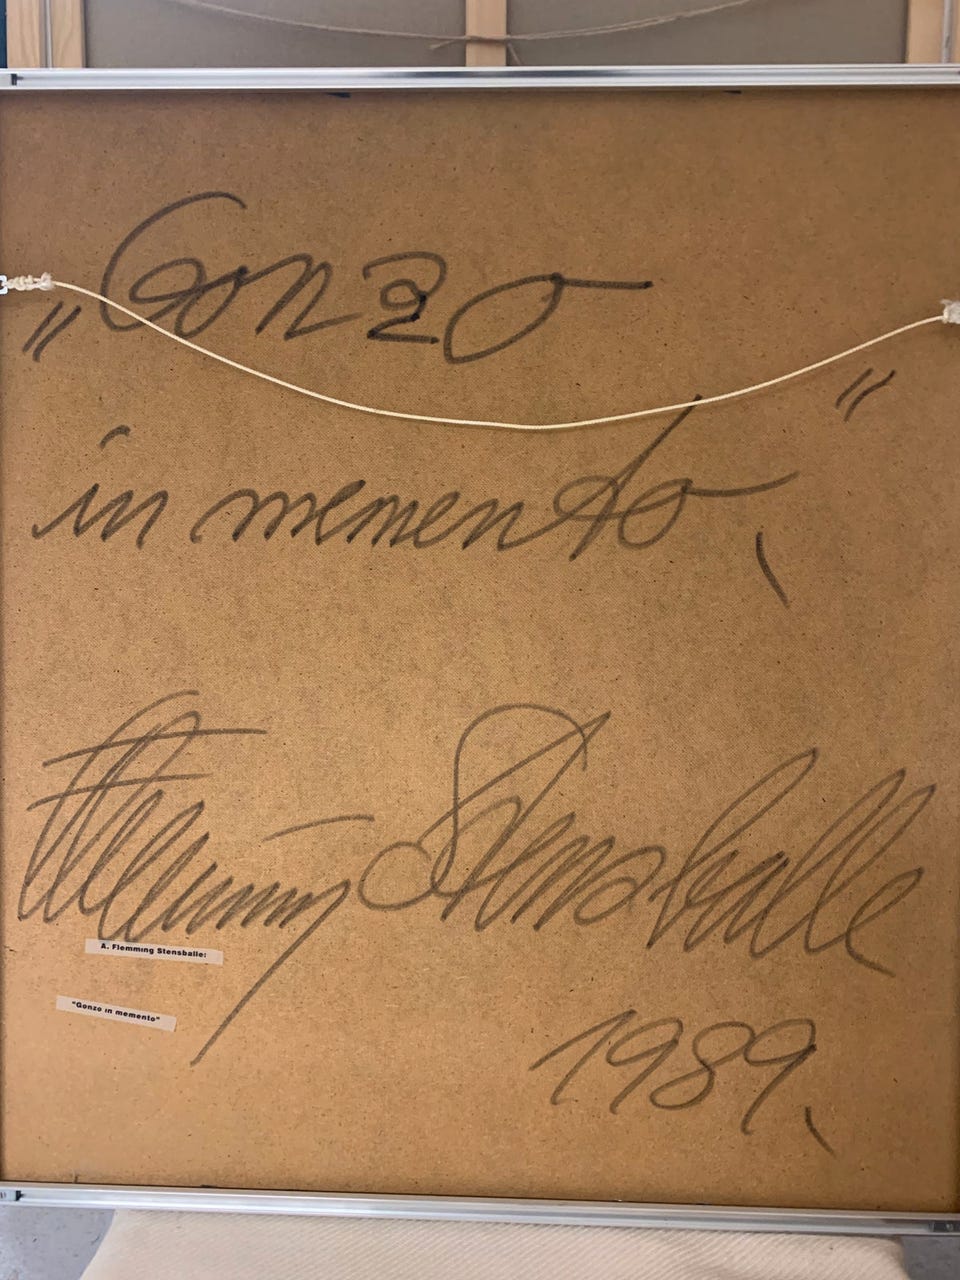 „Gonzo
in memento"
Flemming Stensballe
A. Flemming Stensballe:
"Gonzo in memento"
1989